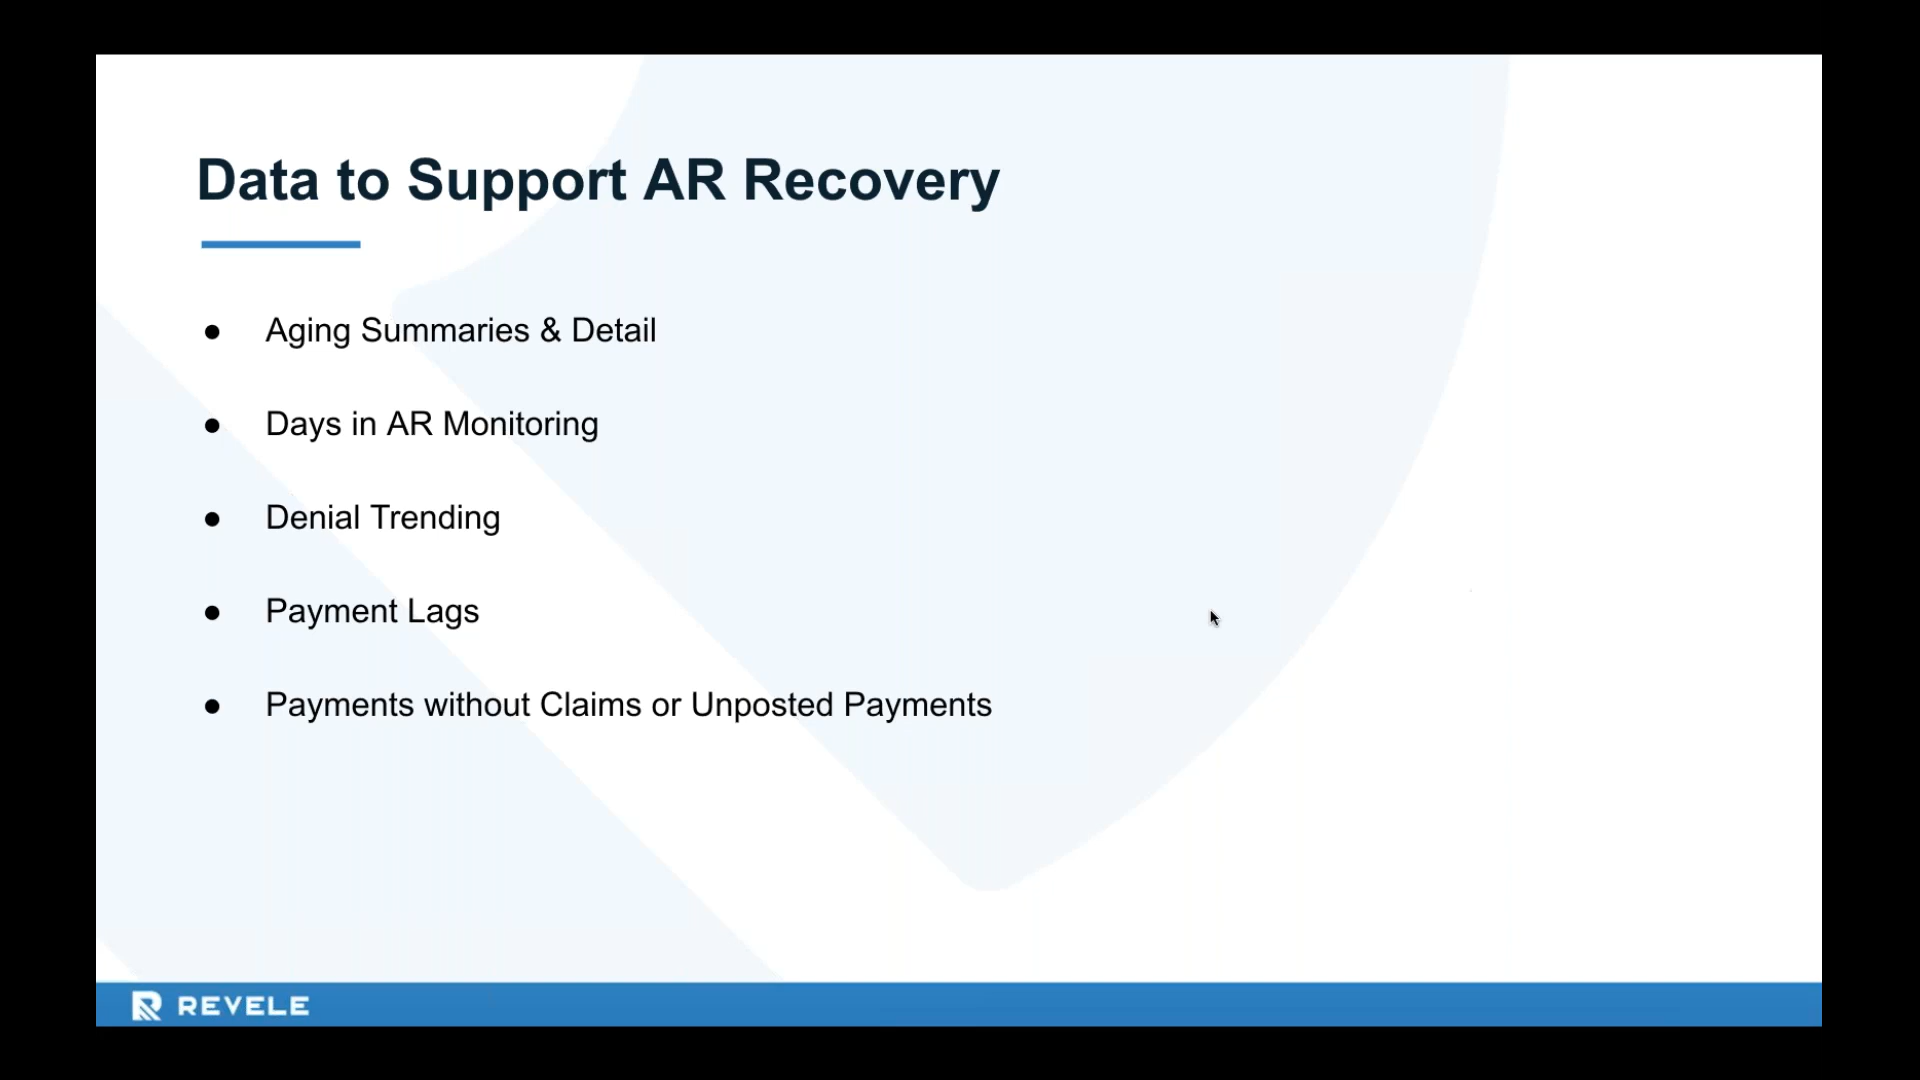 Data to Support AR Recovery
● Aging Summaries & Detail
● Days in AR Monitoring
● Denial Trending
● Payment Lags
● Payments without Claims or Unposted Payments
REVELE